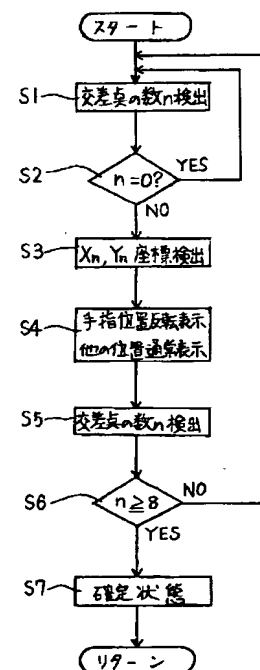 スタート
S1 交差点の数n検出
S2 n=0? YES
NO
S3 Xn, Yn 座標検出
S4 手指位置反転表示
他の位置通常表示
S5 交差点の数n検出
S6 n≧8 NO
YES
S7 確定状態
リターン